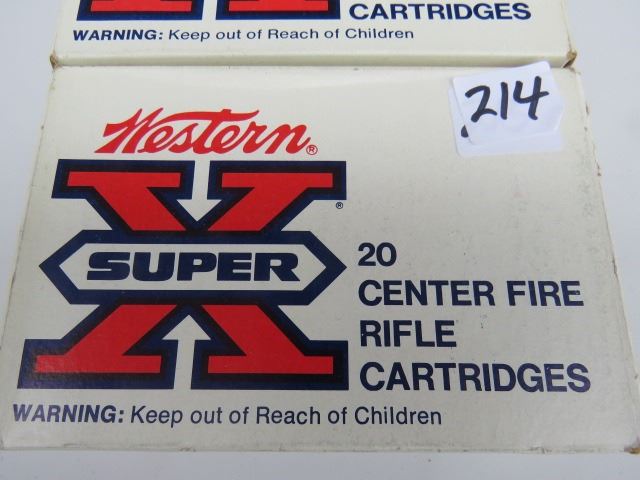 CARTRIDGES
WARNING: Keep out of Reach of Children
214
Western®
X®
SUPER
20
CENTER FIRE
RIFLE
CARTRIDGES
WARNING: Keep out of Reach of Children